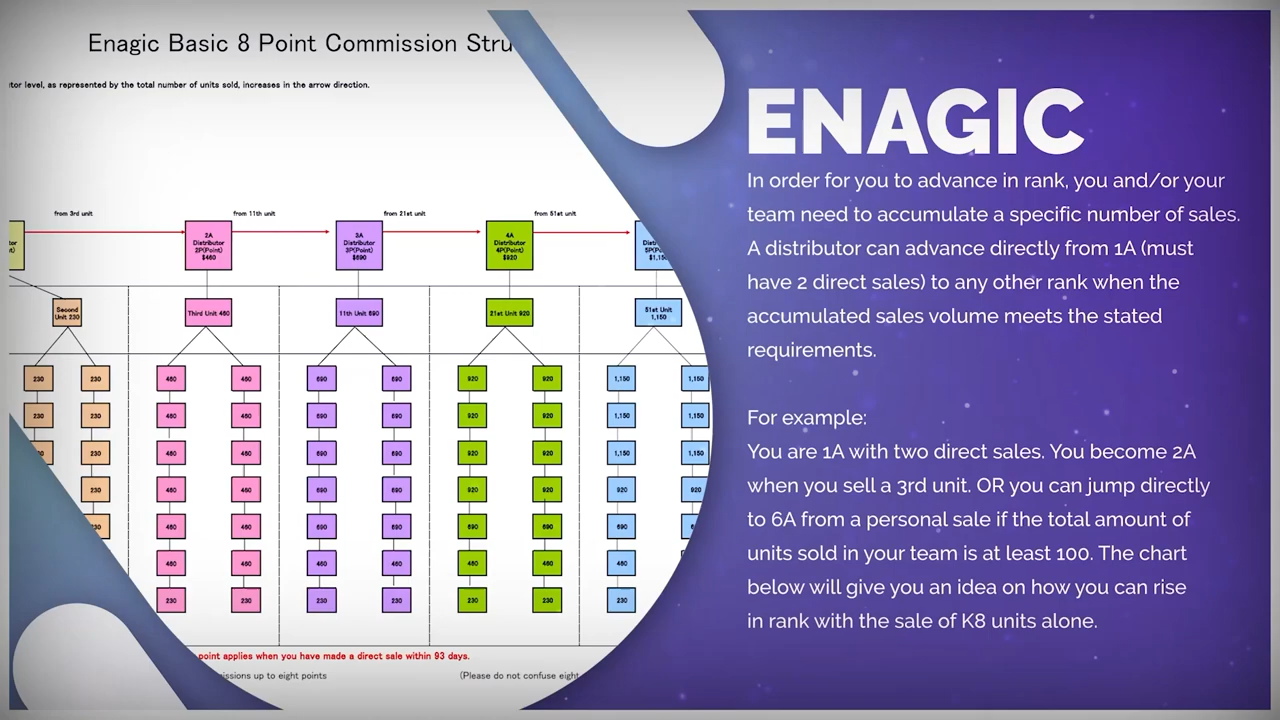 Enagic Basic 8 Point Commission Stru
tor level, as represented by the total number of units sold, increases in the arrow direction.
from 3rd unit from 11th unit from 21st unit from 51st unit
2A
Distributor
2P(Point)
$460
3A
Distributor
3P(Point)
$690
4A
Distributor
4P(Point)
$920
Distr
5P(Point)
$1,15
Second
Unit 230
Third Unit 460
11th Unit 690
21st Unit 920
51st Unit
1,150
230 230 460 460 690 690 920 920 1,150 1,150
230 230 460 460 690 690 920 920 1,150 1,150
230 460 460 690 690 920 920 1,150 1,150
230 460 460 690 690 920 920 920 920
230 460 460 690 690 920 920 690
460 460 690 690 920 920 460
230 230 230 230 230 230 230
point applies when you have made a direct sale within 93 days.
missions up to eight points (Please do not confuse eight
ENAGIC
In order for you to advance in rank, you and/or your
team need to accumulate a specific number of sales.
A distributor can advance directly from 1A (must
have 2 direct sales) to any other rank when the
accumulated sales volume meets the stated
requirements.
For example:
You are 1A with two direct sales. You become 2A
when you sell a 3rd unit. OR you can jump directly
to 6A from a personal sale if the total amount of
units sold in your team is at least 100. The chart
below will give you an idea on how you can rise
in rank with the sale of K8 units alone.